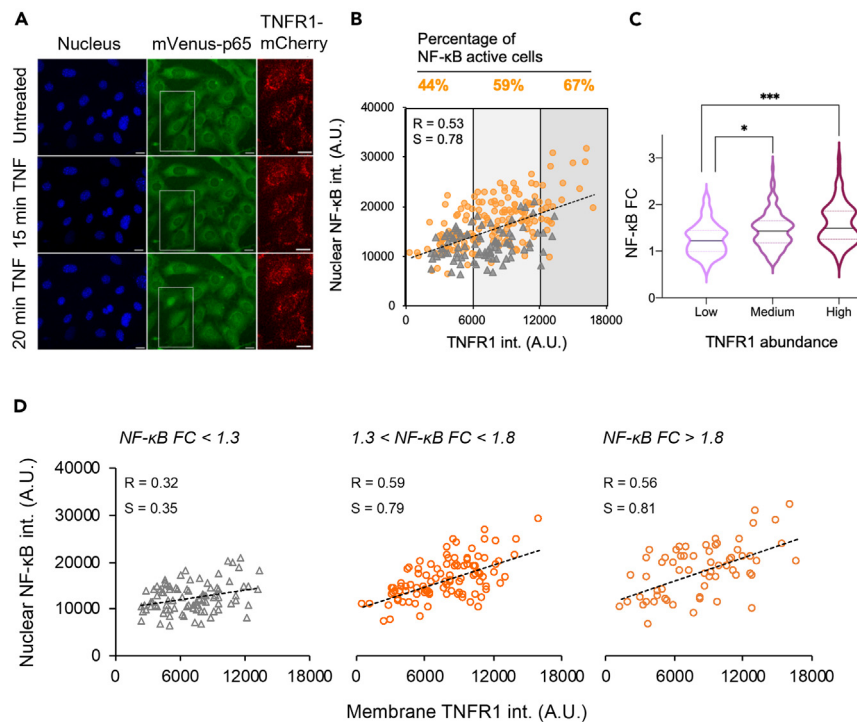 A
Nucleus
mVenus-p65
TNFR1-
mCherry
Untreated
15 min TNF
20 min TNF
B
Percentage of
NF-κB active cells
44% 59% 67%
R = 0.53
S = 0.78
Nuclear NF-κB int. (A.U.)
40000
30000
20000
10000
0
0 6000 12000 18000
TNFR1 int. (A.U.)
C
***
*
NF-κB FC
3
2
1
0
Low Medium High
TNFR1 abundance
D
NF-κB FC < 1.3
1.3 < NF-κB FC < 1.8
NF-κB FC > 1.8
Nuclear NF-κB int. (A.U.)
40000
30000
20000
10000
0
R = 0.32
S = 0.35
R = 0.59
S = 0.79
R = 0.56
S = 0.81
0 6000 12000 18000
0 6000 12000 18000
0 6000 12000 18000
Membrane TNFR1 int. (A.U.)